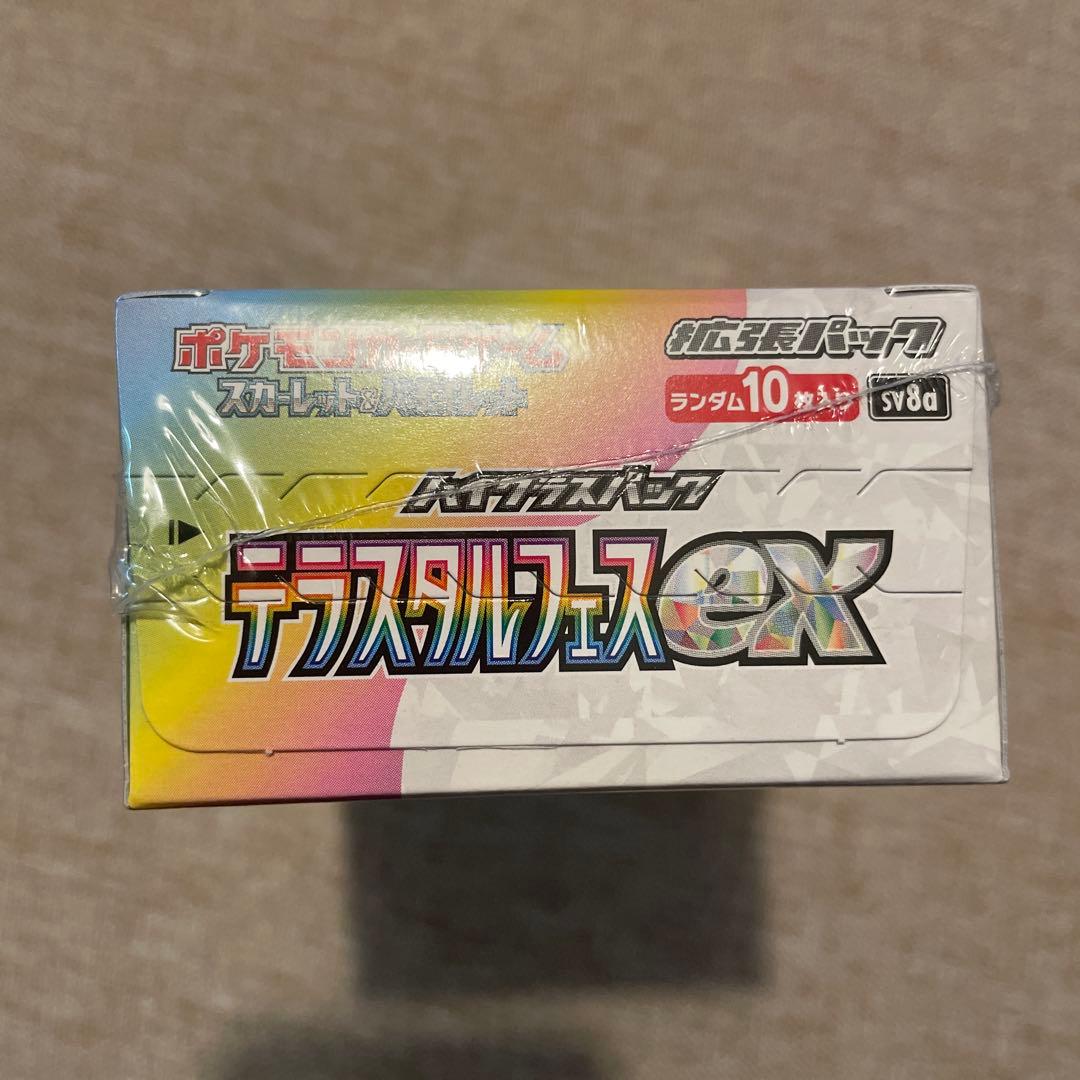 ポケモンカードゲーム
スカーレット&バイオレット
拡張パック
ランダム10枚入り
sv8a
ハイクラスパック
テラスタルフェスex